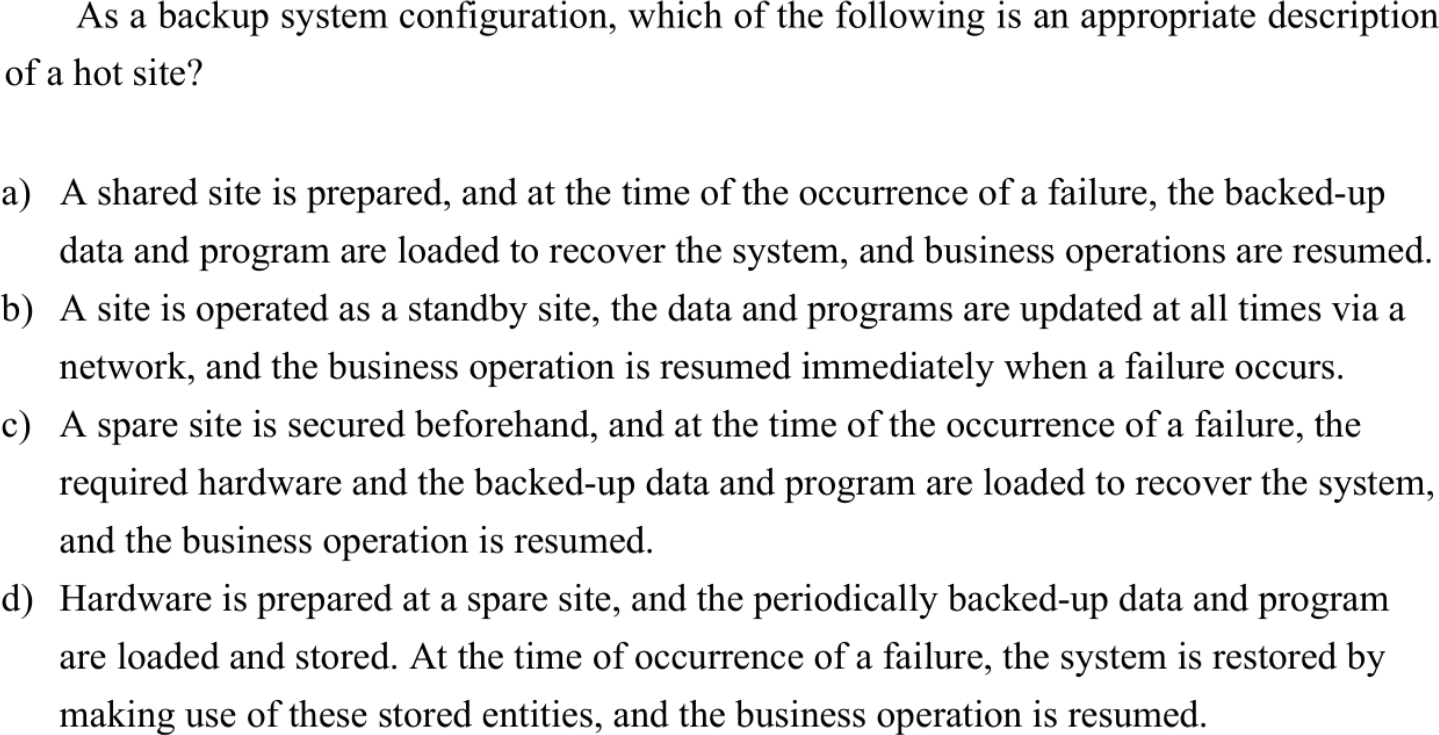 As a backup system configuration, which of the following is an appropriate description
of a hot site?
a) A shared site is prepared, and at the time of the occurrence of a failure, the backed-up
data and program are loaded to recover the system, and business operations are resumed.
b) A site is operated as a standby site, the data and programs are updated at all times via a
network, and the business operation is resumed immediately when a failure occurs.
c) A spare site is secured beforehand, and at the time of the occurrence of a failure, the
required hardware and the backed-up data and program are loaded to recover the system,
and the business operation is resumed.
d) Hardware is prepared at a spare site, and the periodically backed-up data and program
are loaded and stored. At the time of occurrence of a failure, the system is restored by
making use of these stored entities, and the business operation is resumed.